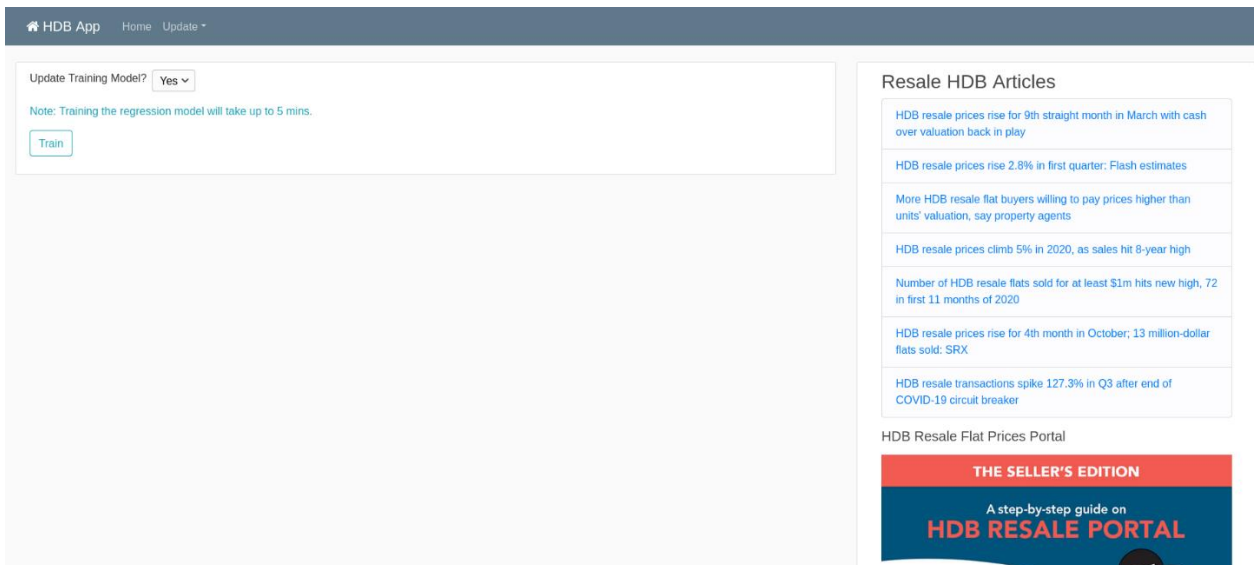 HDB App Home Update
Update Training Model? Yes
Note: Training the regression model will take up to 5 mins.
Train
Resale HDB Articles
HDB resale prices rise for 9th straight month in March with cash
over valuation back in play
HDB resale prices rise 2.8% in first quarter: Flash estimates
More HDB resale flat buyers willing to pay prices higher than
units' valuation, say property agents
HDB resale prices climb 5% in 2020, as sales hit 8-year high
Number of HDB resale flats sold for at least $1m hits new high, 72
in first 11 months of 2020
HDB resale prices rise for 4th month in October; 13 million-dollar
flats sold: SRX
HDB resale transactions spike 127.3% in Q3 after end of
COVID-19 circuit breaker
HDB Resale Flat Prices Portal
THE SELLER'S EDITION
A step-by-step guide on
HDB RESALE PORTAL